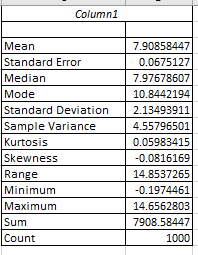 Column1
Mean 7.90858447
Standard Error 0.0675127
Median 7.97678607
Mode 10.8442194
Standard Deviation 2.13493911
Sample Variance 4.55796501
Kurtosis 0.05983415
Skewness -0.0816169
Range 14.8537265
Minimum -0.1974461
Maximum 14.6562803
Sum 7908.58447
Count 1000